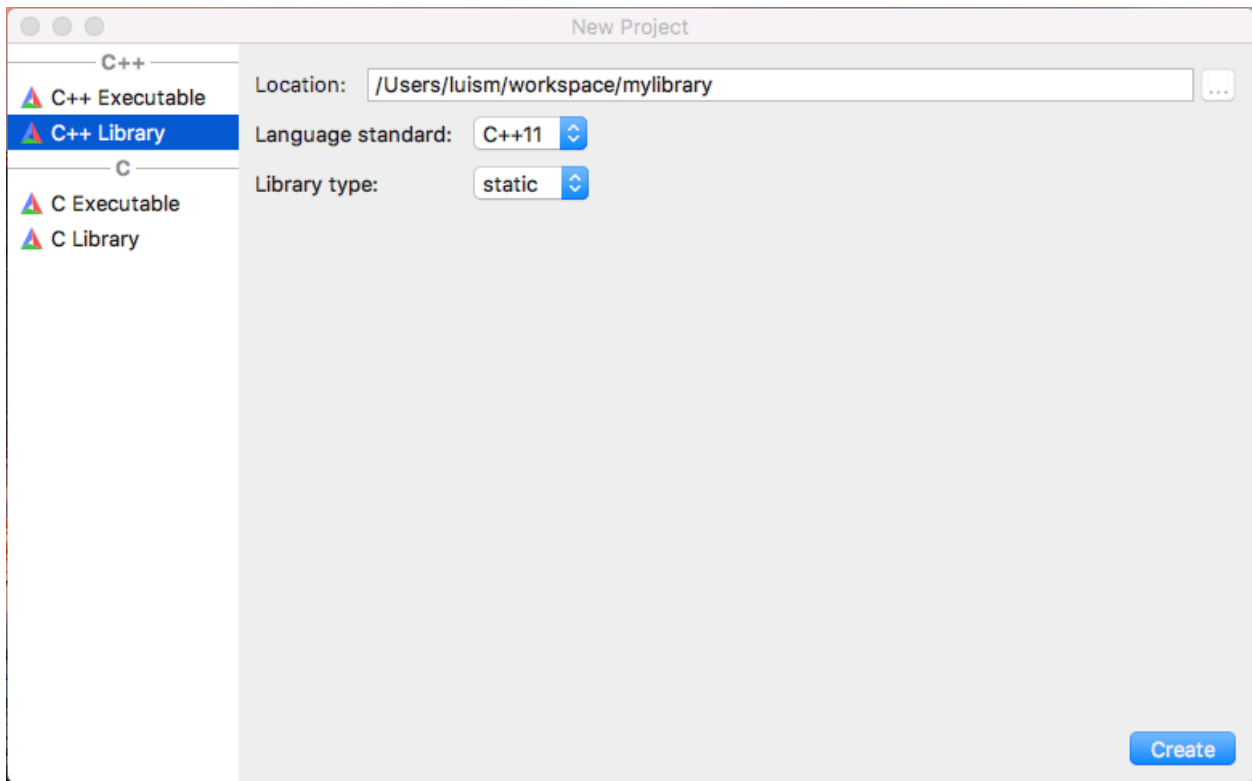 New Project
C++
C++ Executable
C++ Library
C
C Executable
C Library
Location: /Users/luism/workspace/mylibrary ...
Language standard: C++11
Library type: static
Create